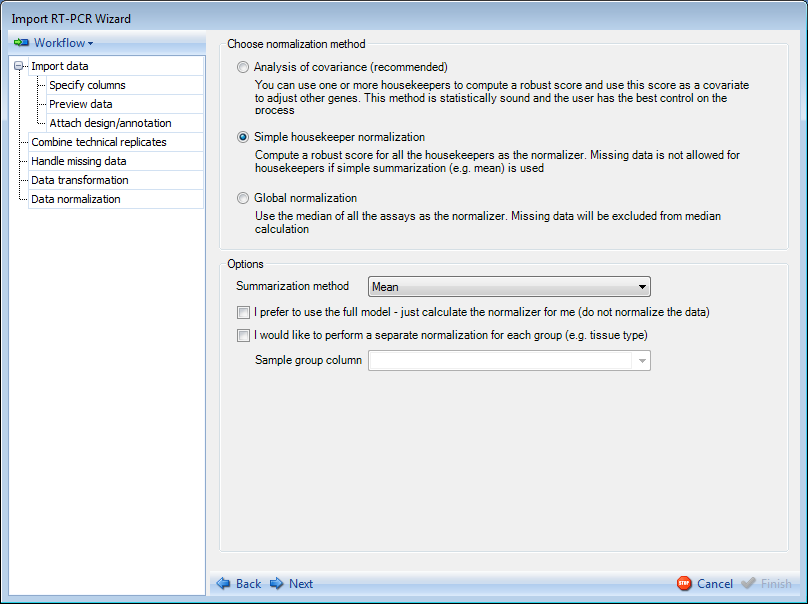 Import RT-PCR Wizard
Workflow
Import data
Specify columns
Preview data
Attach design/annotation
Combine technical replicates
Handle missing data
Data transformation
Data normalization
Choose normalization method
Analysis of covariance (recommended)
You can use one or more housekeepers to compute a robust score and use this score as a covariate
to adjust other genes. This method is statistically sound and the user has the best control on the
process
Simple housekeeper normalization
Compute a robust score for all the housekeepers as the normalizer. Missing data is not allowed for
housekeepers if simple summarization (e.g. mean) is used
Global normalization
Use the median of all the assays as the normalizer. Missing data will be excluded from median
calculation
Options
Summarization method Mean
I prefer to use the full model - just calculate the normalizer for me (do not normalize the data)
I would like to perform a separate normalization for each group (e.g. tissue type)
Sample group column
Back Next STOP Cancel Finish